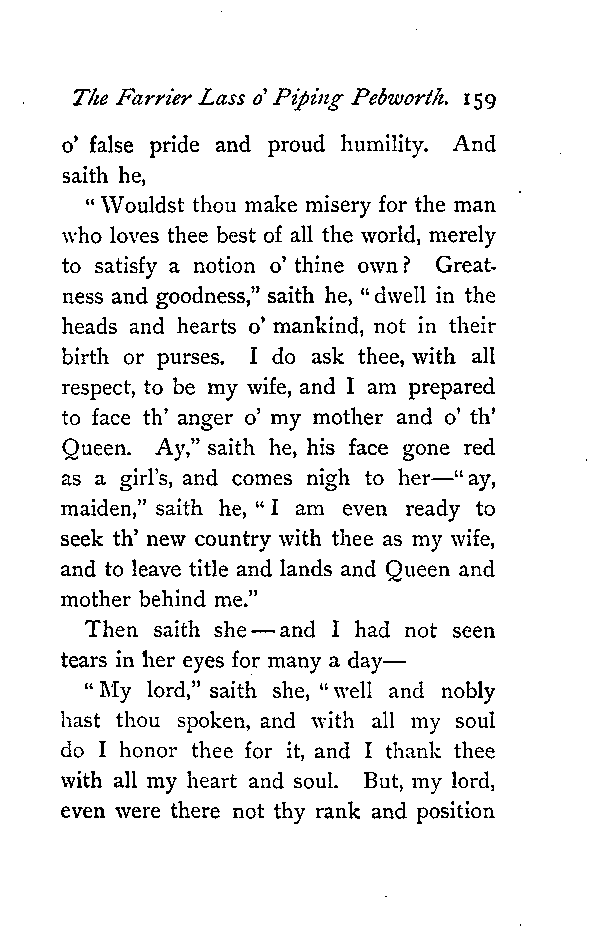 The Farrier Lass o' Piping Pebworth. 159
o' false pride and proud humility. And
saith he,
" Wouldst thou make misery for the man
who loves thee best of all the world, merely
to satisfy a notion o' thine own? Great-
ness and goodness," saith he, "dwell in the
heads and hearts o' mankind, not in their
birth or purses. I do ask thee, with all
respect, to be my wife, and I am prepared
to face th' anger o' my mother and o' th'
Queen. Ay," saith he, his face gone red
as a girl's, and comes nigh to her—"ay,
maiden," saith he, "I am even ready to
seek th' new country with thee as my wife,
and to leave title and lands and Queen and
mother behind me."
Then saith she—and I had not seen
tears in her eyes for many a day—
"My lord," saith she, "well and nobly
hast thou spoken, and with all my soul
do I honor thee for it, and I thank thee
with all my heart and soul. But, my lord,
even were there not thy rank and position